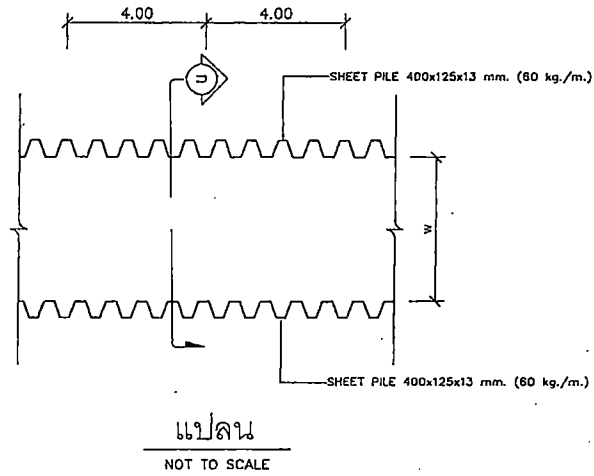 4.00 4.00
บ
SHEET PILE 400x125x13 mm. (60 kg./m.)
W
SHEET PILE 400x125x13 mm. (60 kg./m.)
แปลน
NOT TO SCALE